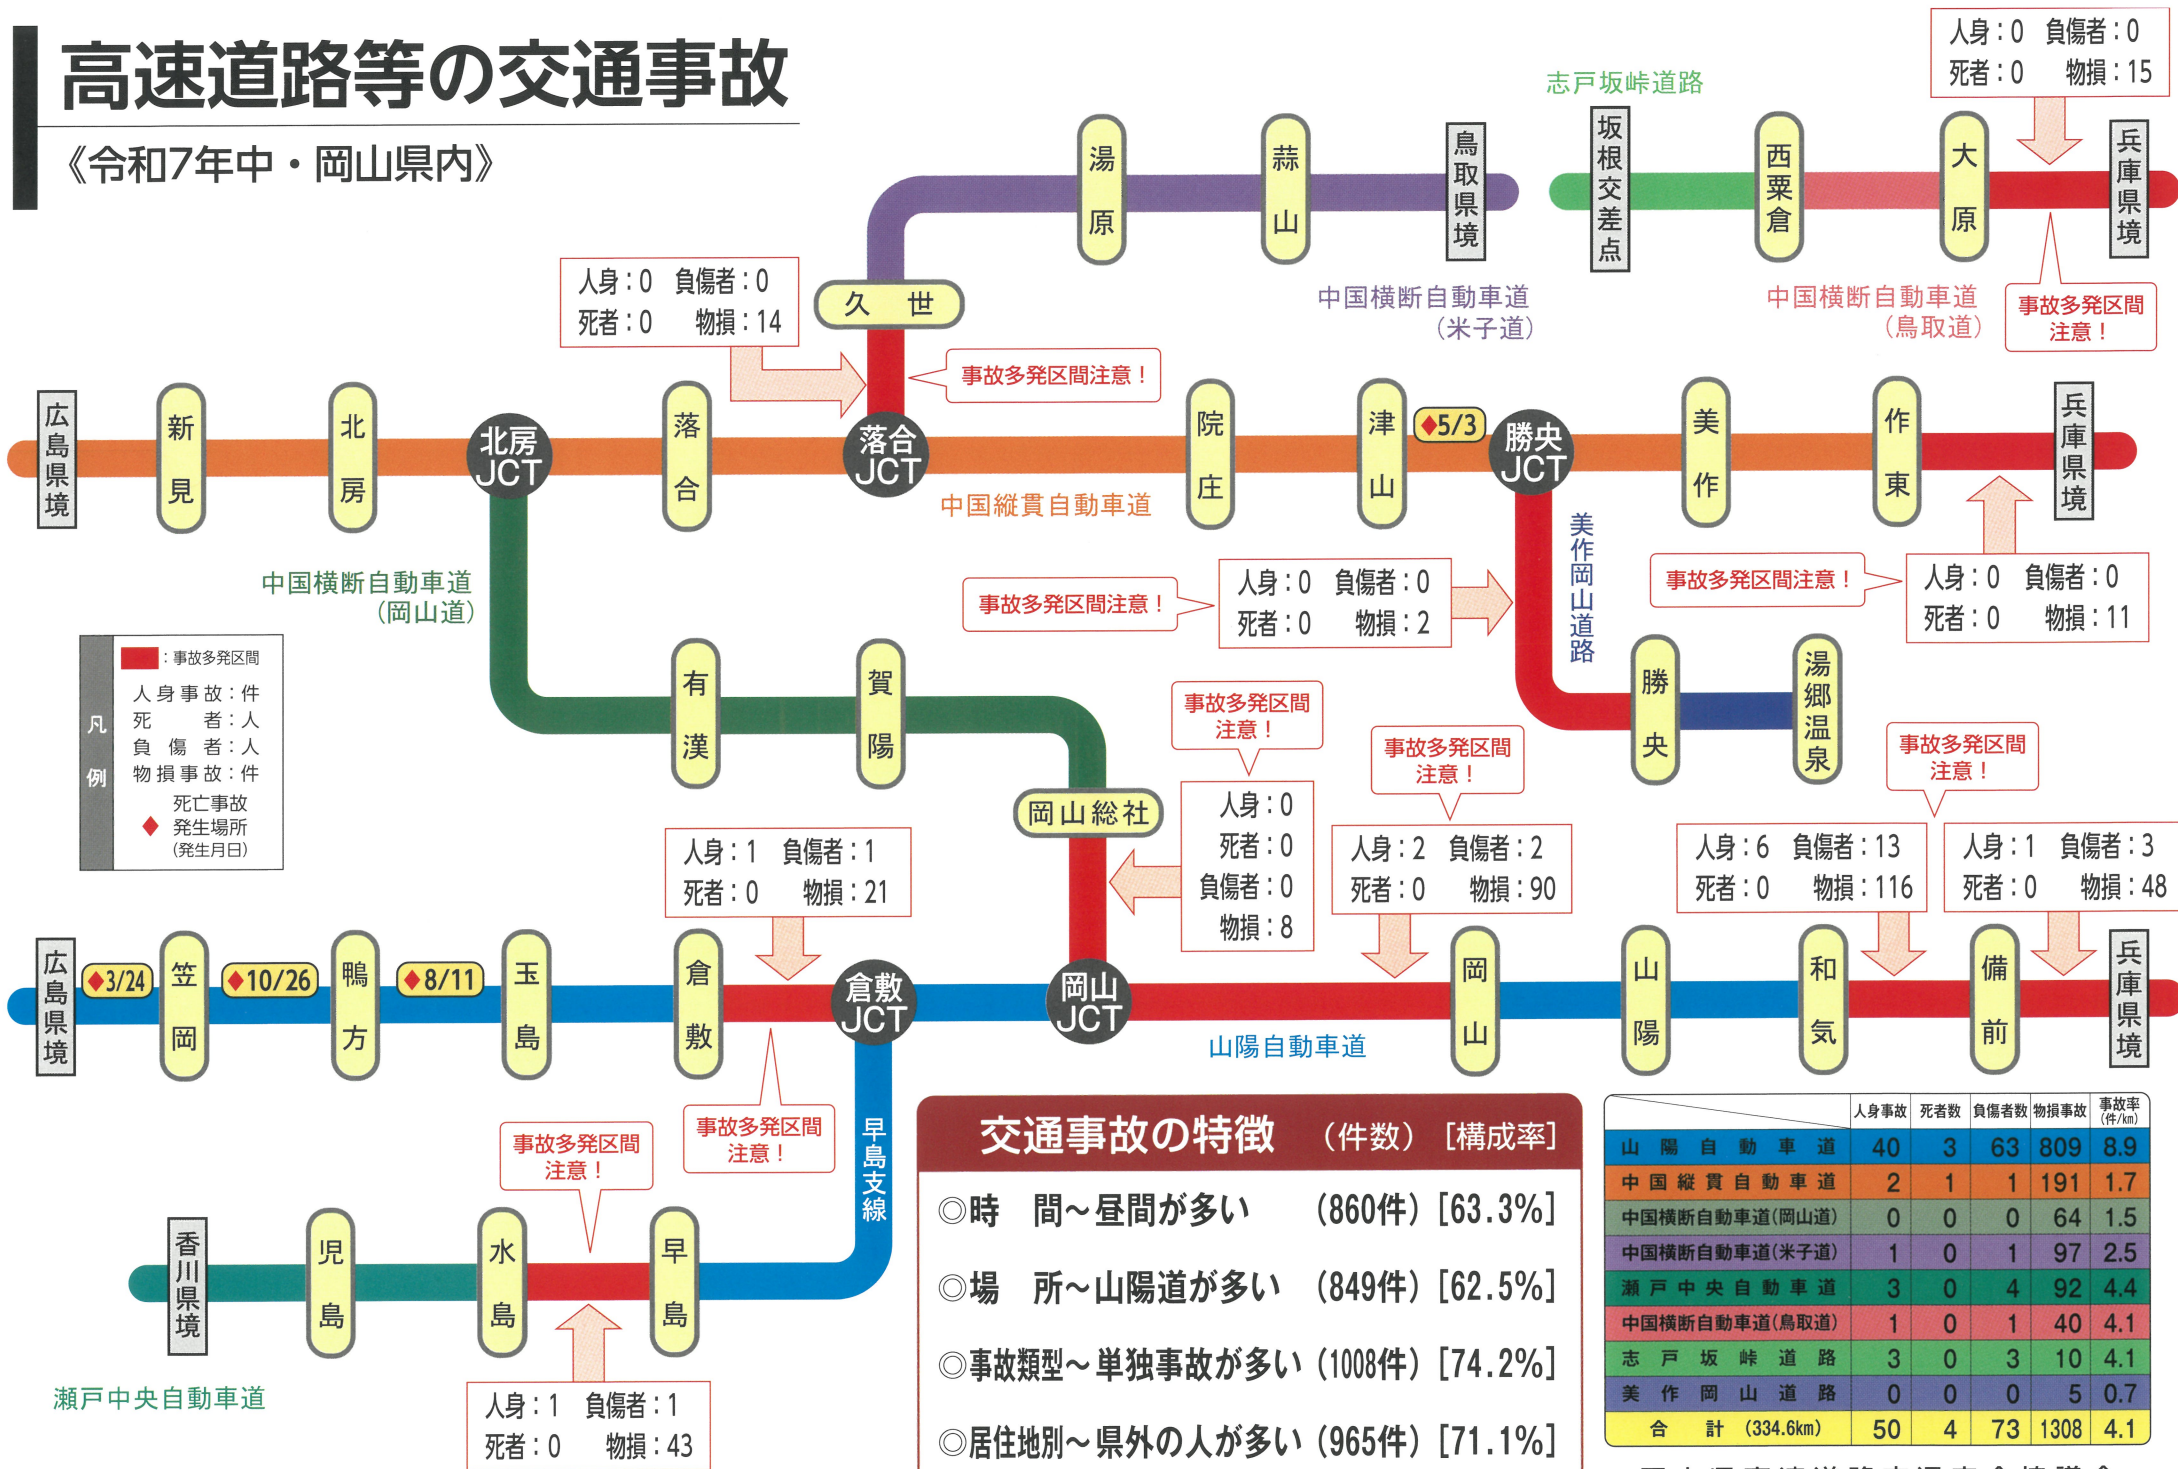 高速道路等の交通事故
《令和7年中・岡山県内》
志戸坂峠道路
人身：0 負傷者：0
死者：0 物損：15
湯原
蒜山
鳥取県境
坂根交差点
西粟倉
大原
兵庫県境
中国横断自動車道
(米子道)
中国横断自動車道
(鳥取道)
事故多発区間
注意！
人身：0 負傷者：0
死者：0 物損：14
久世
事故多発区間注意！
広島県境
新見
北房
北房
JCT
落合
落合
JCT
院庄
津山
◆5/3
勝央
JCT
美作
作東
兵庫県境
中国縦貫自動車道
美作岡山道路
中国横断自動車道
(岡山道)
事故多発区間注意！
人身：0 負傷者：0
死者：0 物損：2
事故多発区間注意！
人身：0 負傷者：0
死者：0 物損：11
凡例
：事故多発区間
人身事故：件
死者：人
負傷者：人
物損事故：件
◆ 死亡事故
発生場所
(発生月日)
有漢
賀陽
勝央
湯郷温泉
岡山総社
事故多発区間
注意！
人身：0
死者：0
負傷者：0
物損：8
事故多発区間
注意！
人身：2 負傷者：2
死者：0 物損：90
事故多発区間
注意！
人身：6 負傷者：13
死者：0 物損：116
人身：1 負傷者：3
死者：0 物損：48
人身：1 負傷者：1
死者：0 物損：21
広島県境
◆3/24
笠岡
◆10/26
鴨方
◆8/11
玉島
倉敷
倉敷
JCT
岡山
JCT
岡山
山陽
和気
備前
兵庫県境
山陽自動車道
事故多発区間
注意！
早島支線
事故多発区間
注意！
香川県境
児島
水島
早島
瀬戸中央自動車道
人身：1 負傷者：1
死者：0 物損：43
交通事故の特徴 （件数）［構成率］
◎時 間～昼間が多い （860件）［63.3%］
◎場 所～山陽道が多い （849件）［62.5%］
◎事故類型～単独事故が多い（1008件）［74.2%］
◎居住地別～県外の人が多い（965件）［71.1%］
人身事故 死者数 負傷者数 物損事故 事故率(件/km)
山陽自動車道 40 3 63 809 8.9
中国縦貫自動車道 2 1 1 191 1.7
中国横断自動車道(岡山道) 0 0 0 64 1.5
中国横断自動車道(米子道) 1 0 1 97 2.5
瀬戸中央自動車道 3 0 4 92 4.4
中国横断自動車道(鳥取道) 1 0 1 40 4.1
志戸坂峠道路 3 0 3 10 4.1
美作岡山道路 0 0 0 5 0.7
合計 (334.6km) 50 4 73 1308 4.1